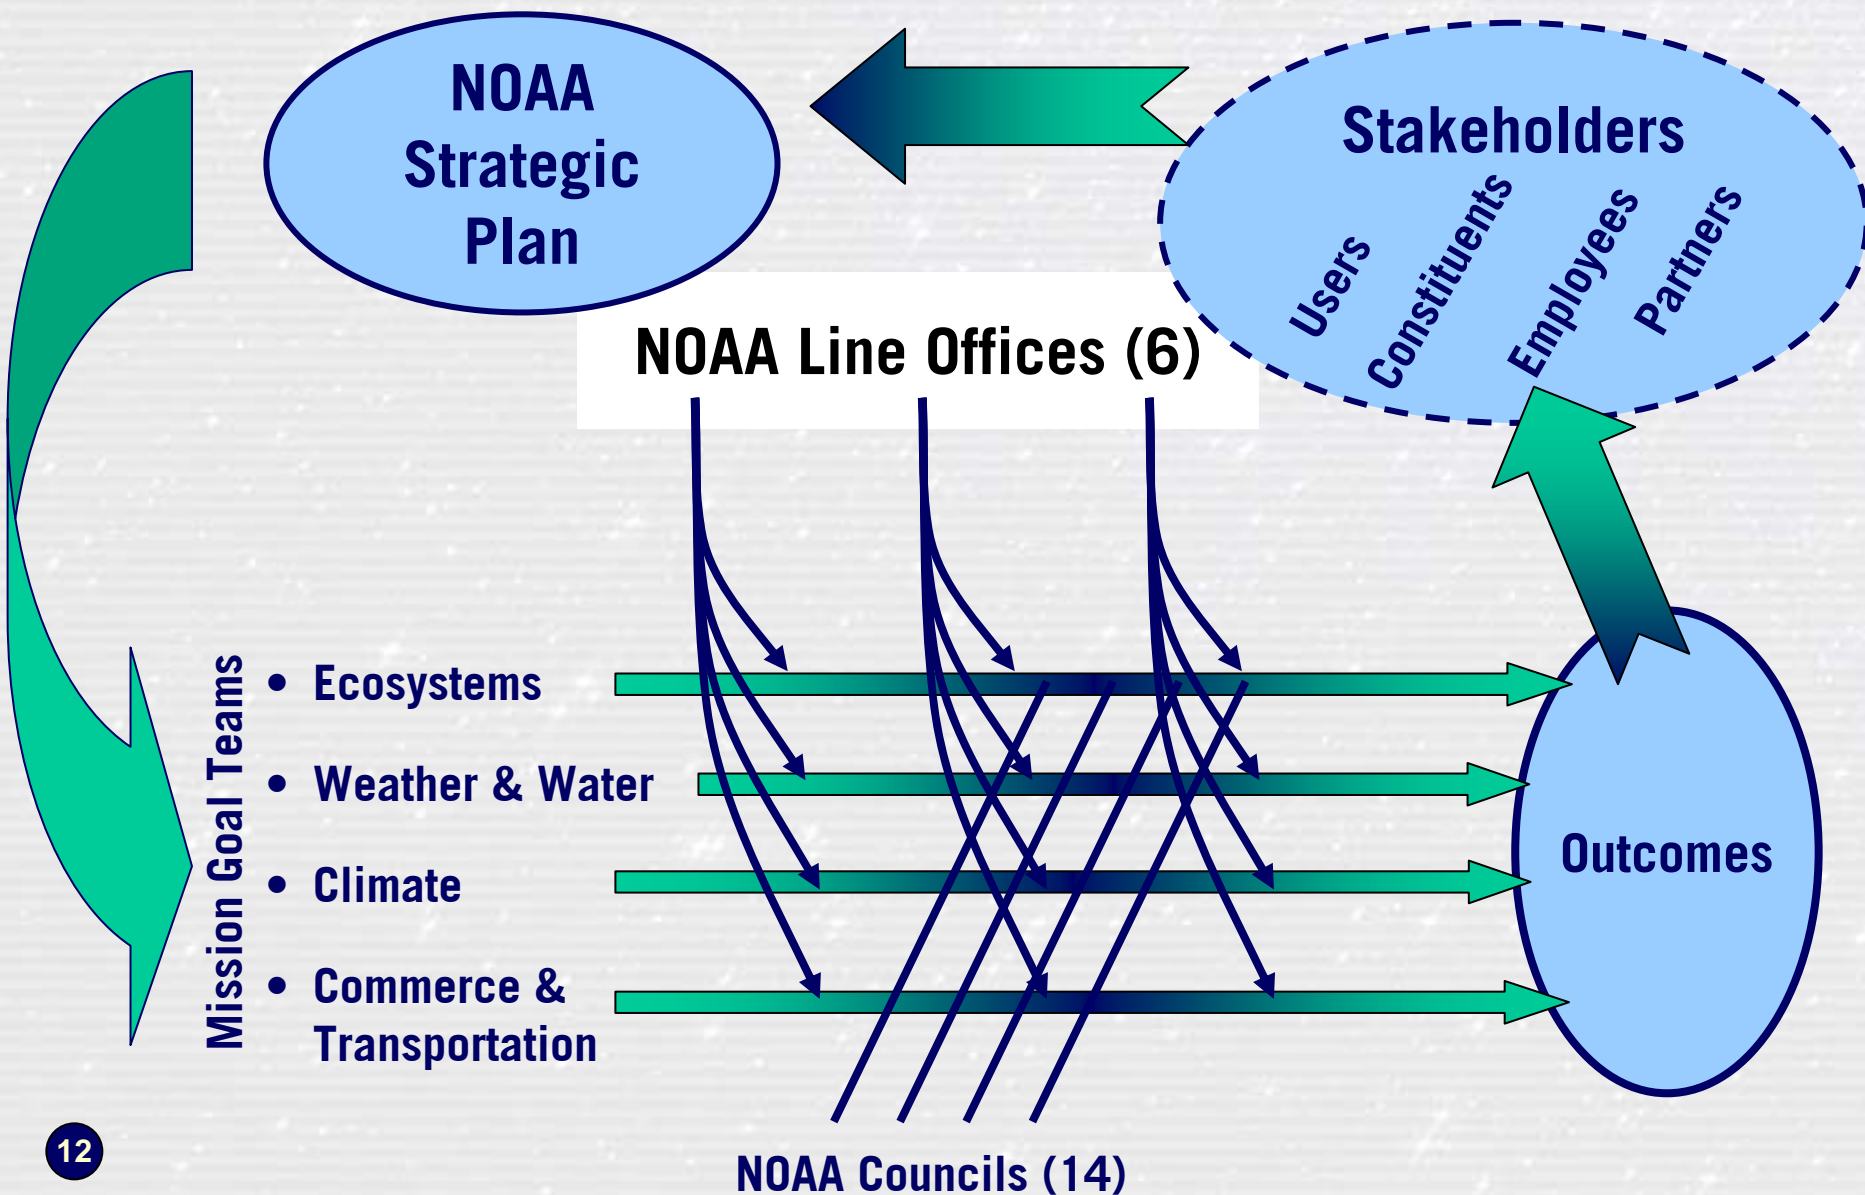 NOAA
Strategic
Plan
Stakeholders
Users
Constituents
Employees
Partners
NOAA Line Offices (6)
Mission Goal Teams
• Ecosystems
• Weather & Water
• Climate
• Commerce &
Transportation
Outcomes
NOAA Councils (14)
12